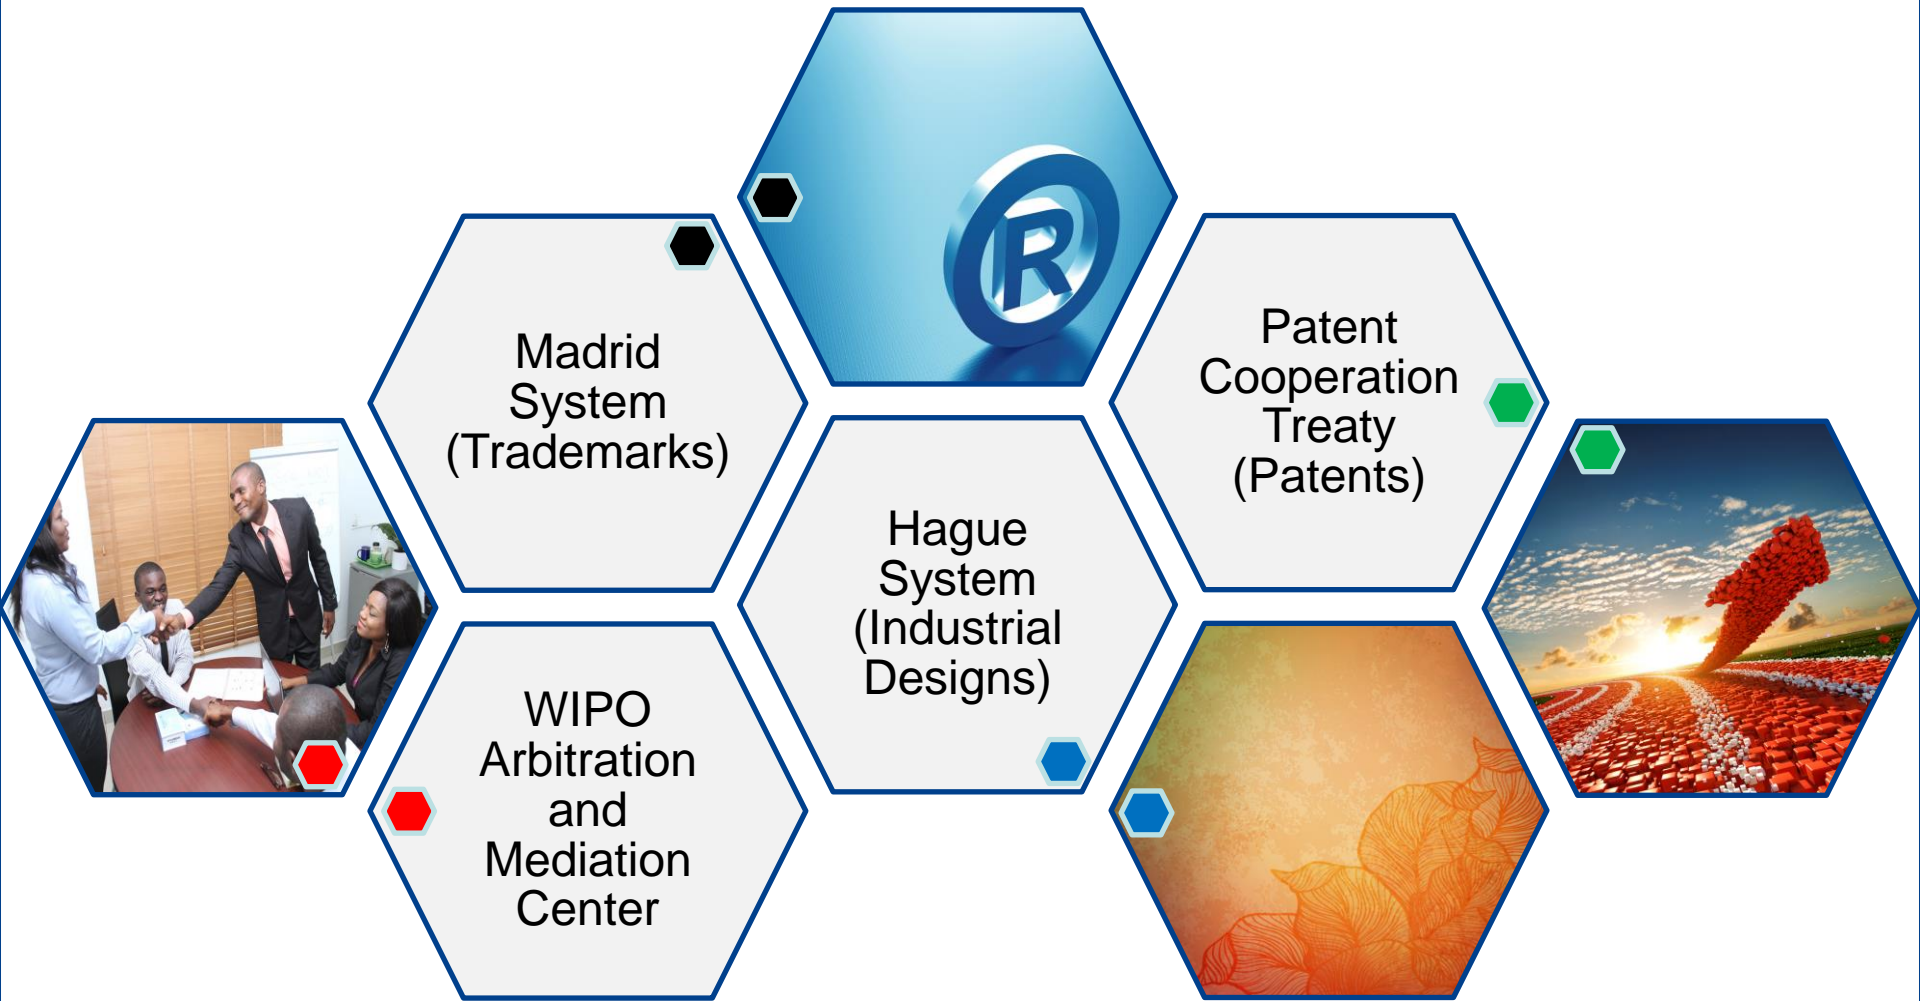 R
Madrid
System
(Trademarks)
Patent
Cooperation
Treaty
(Patents)
Hague
System
(Industrial
Designs)
WIPO
Arbitration
and
Mediation
Center